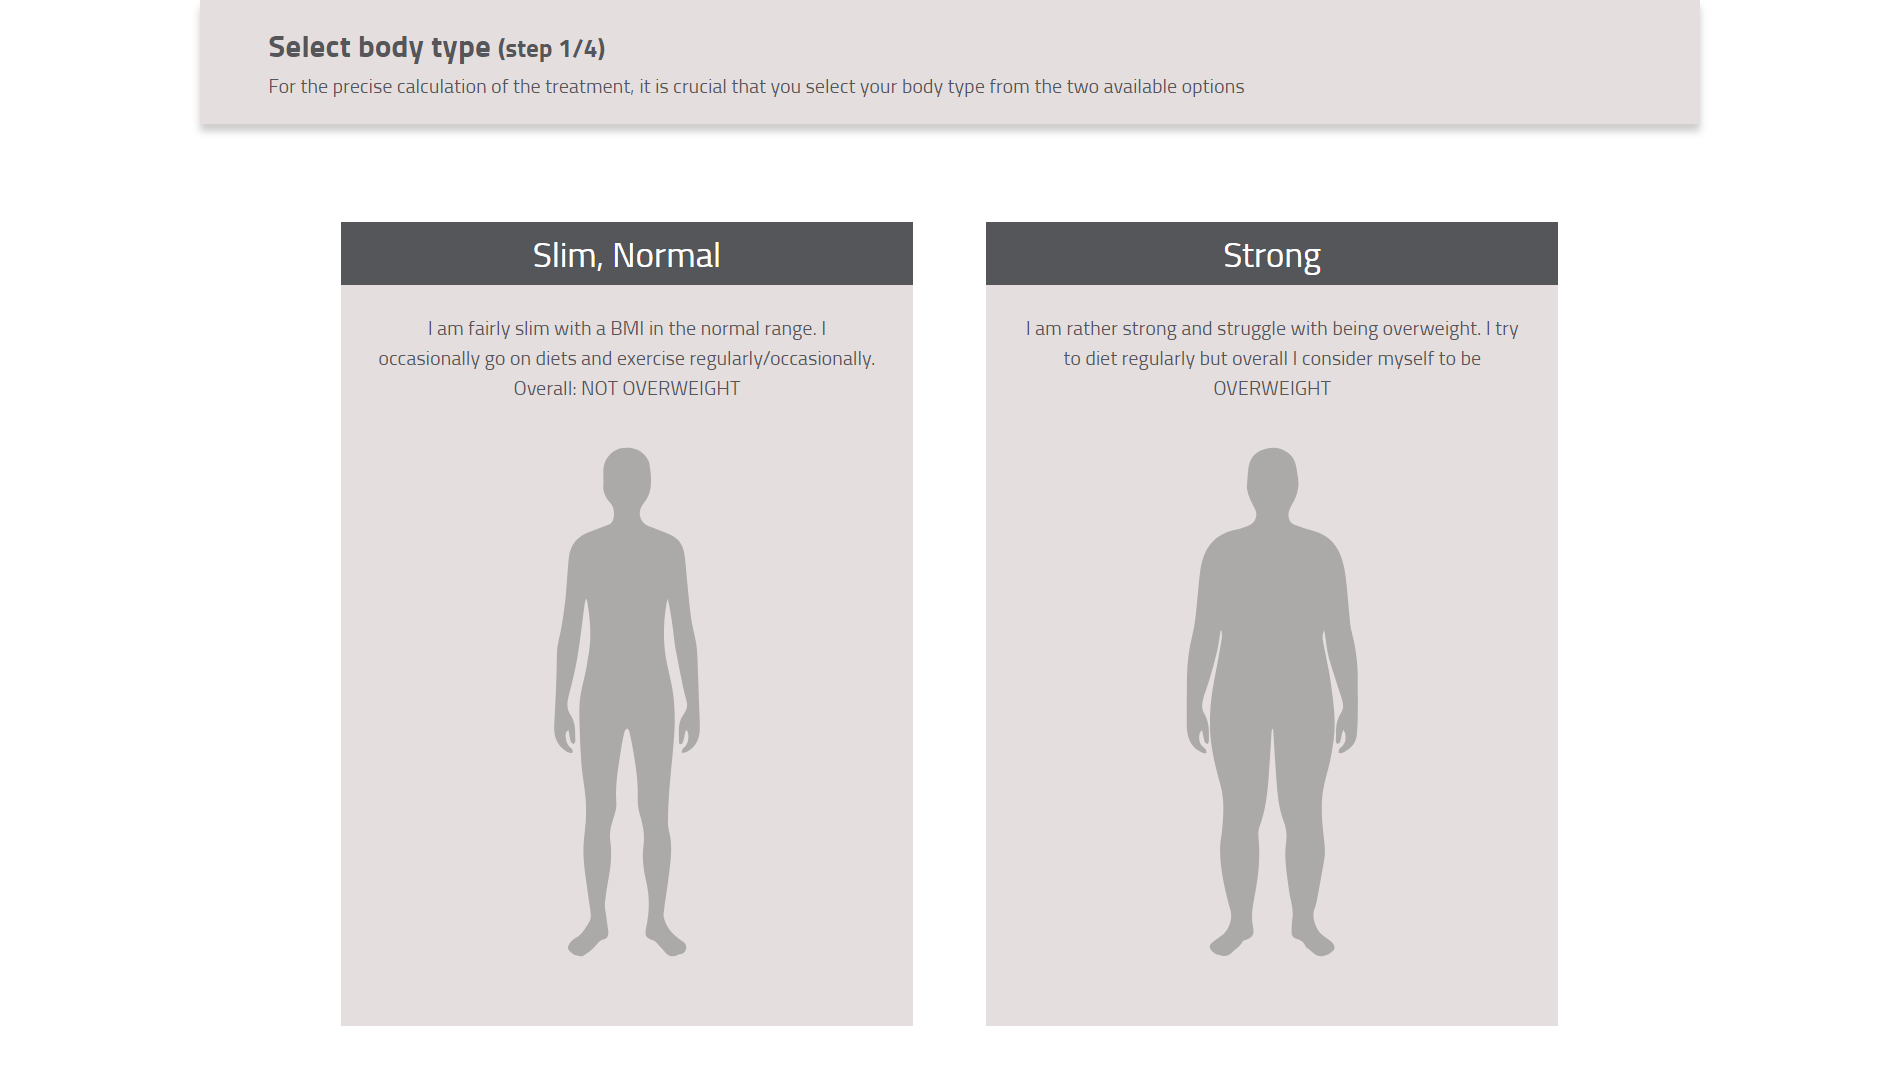 Select body type (step 1/4)
For the precise calculation of the treatment, it is crucial that you select your body type from the two available options
Slim, Normal
I am fairly slim with a BMI in the normal range. I
occasionally go on diets and exercise regularly/occasionally.
Overall: NOT OVERWEIGHT
Strong
I am rather strong and struggle with being overweight. I try
to diet regularly but overall I consider myself to be
OVERWEIGHT